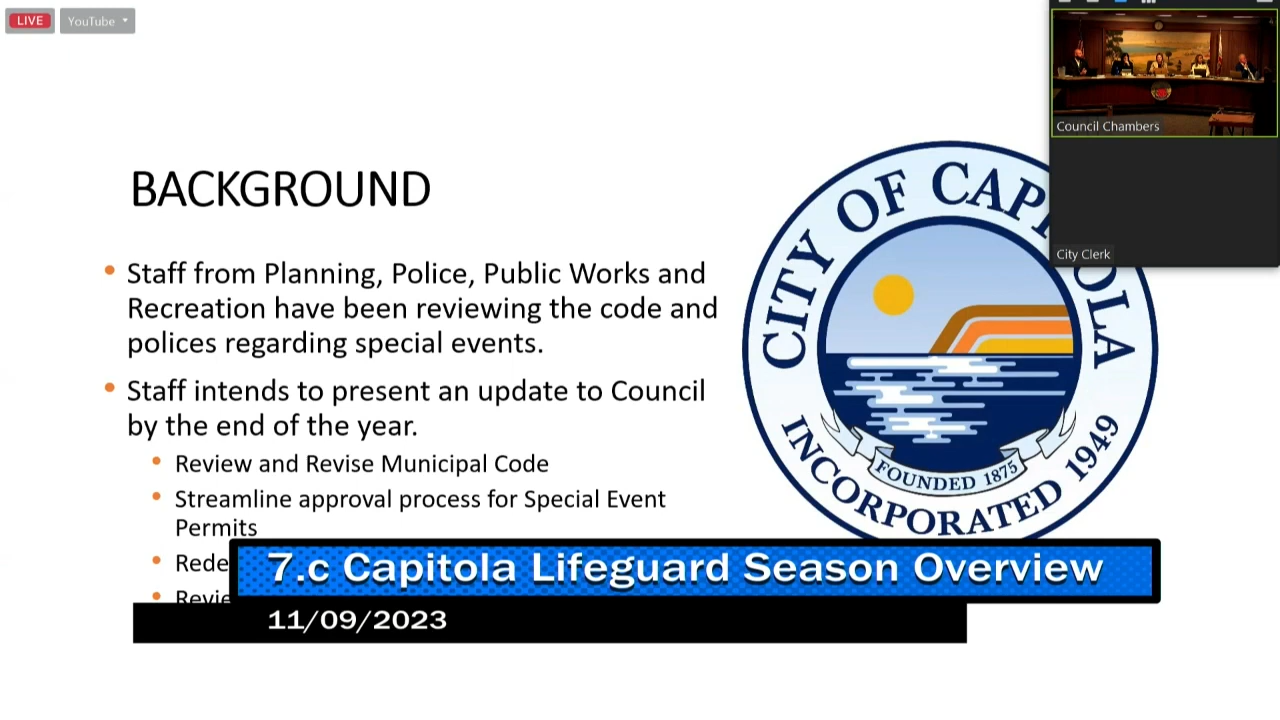 LIVE
YouTube
Council Chambers
City Clerk
BACKGROUND
Staff from Planning, Police, Public Works and
Recreation have been reviewing the code and
polices regarding special events.
Staff intends to present an update to Council
by the end of the year.
Review and Revise Municipal Code
Streamline approval process for Special Event
Permits
CITY OF
FOUNDED 1875
INCORPORATED 1949
7.c Capitola Lifeguard Season Overview
11/09/2023